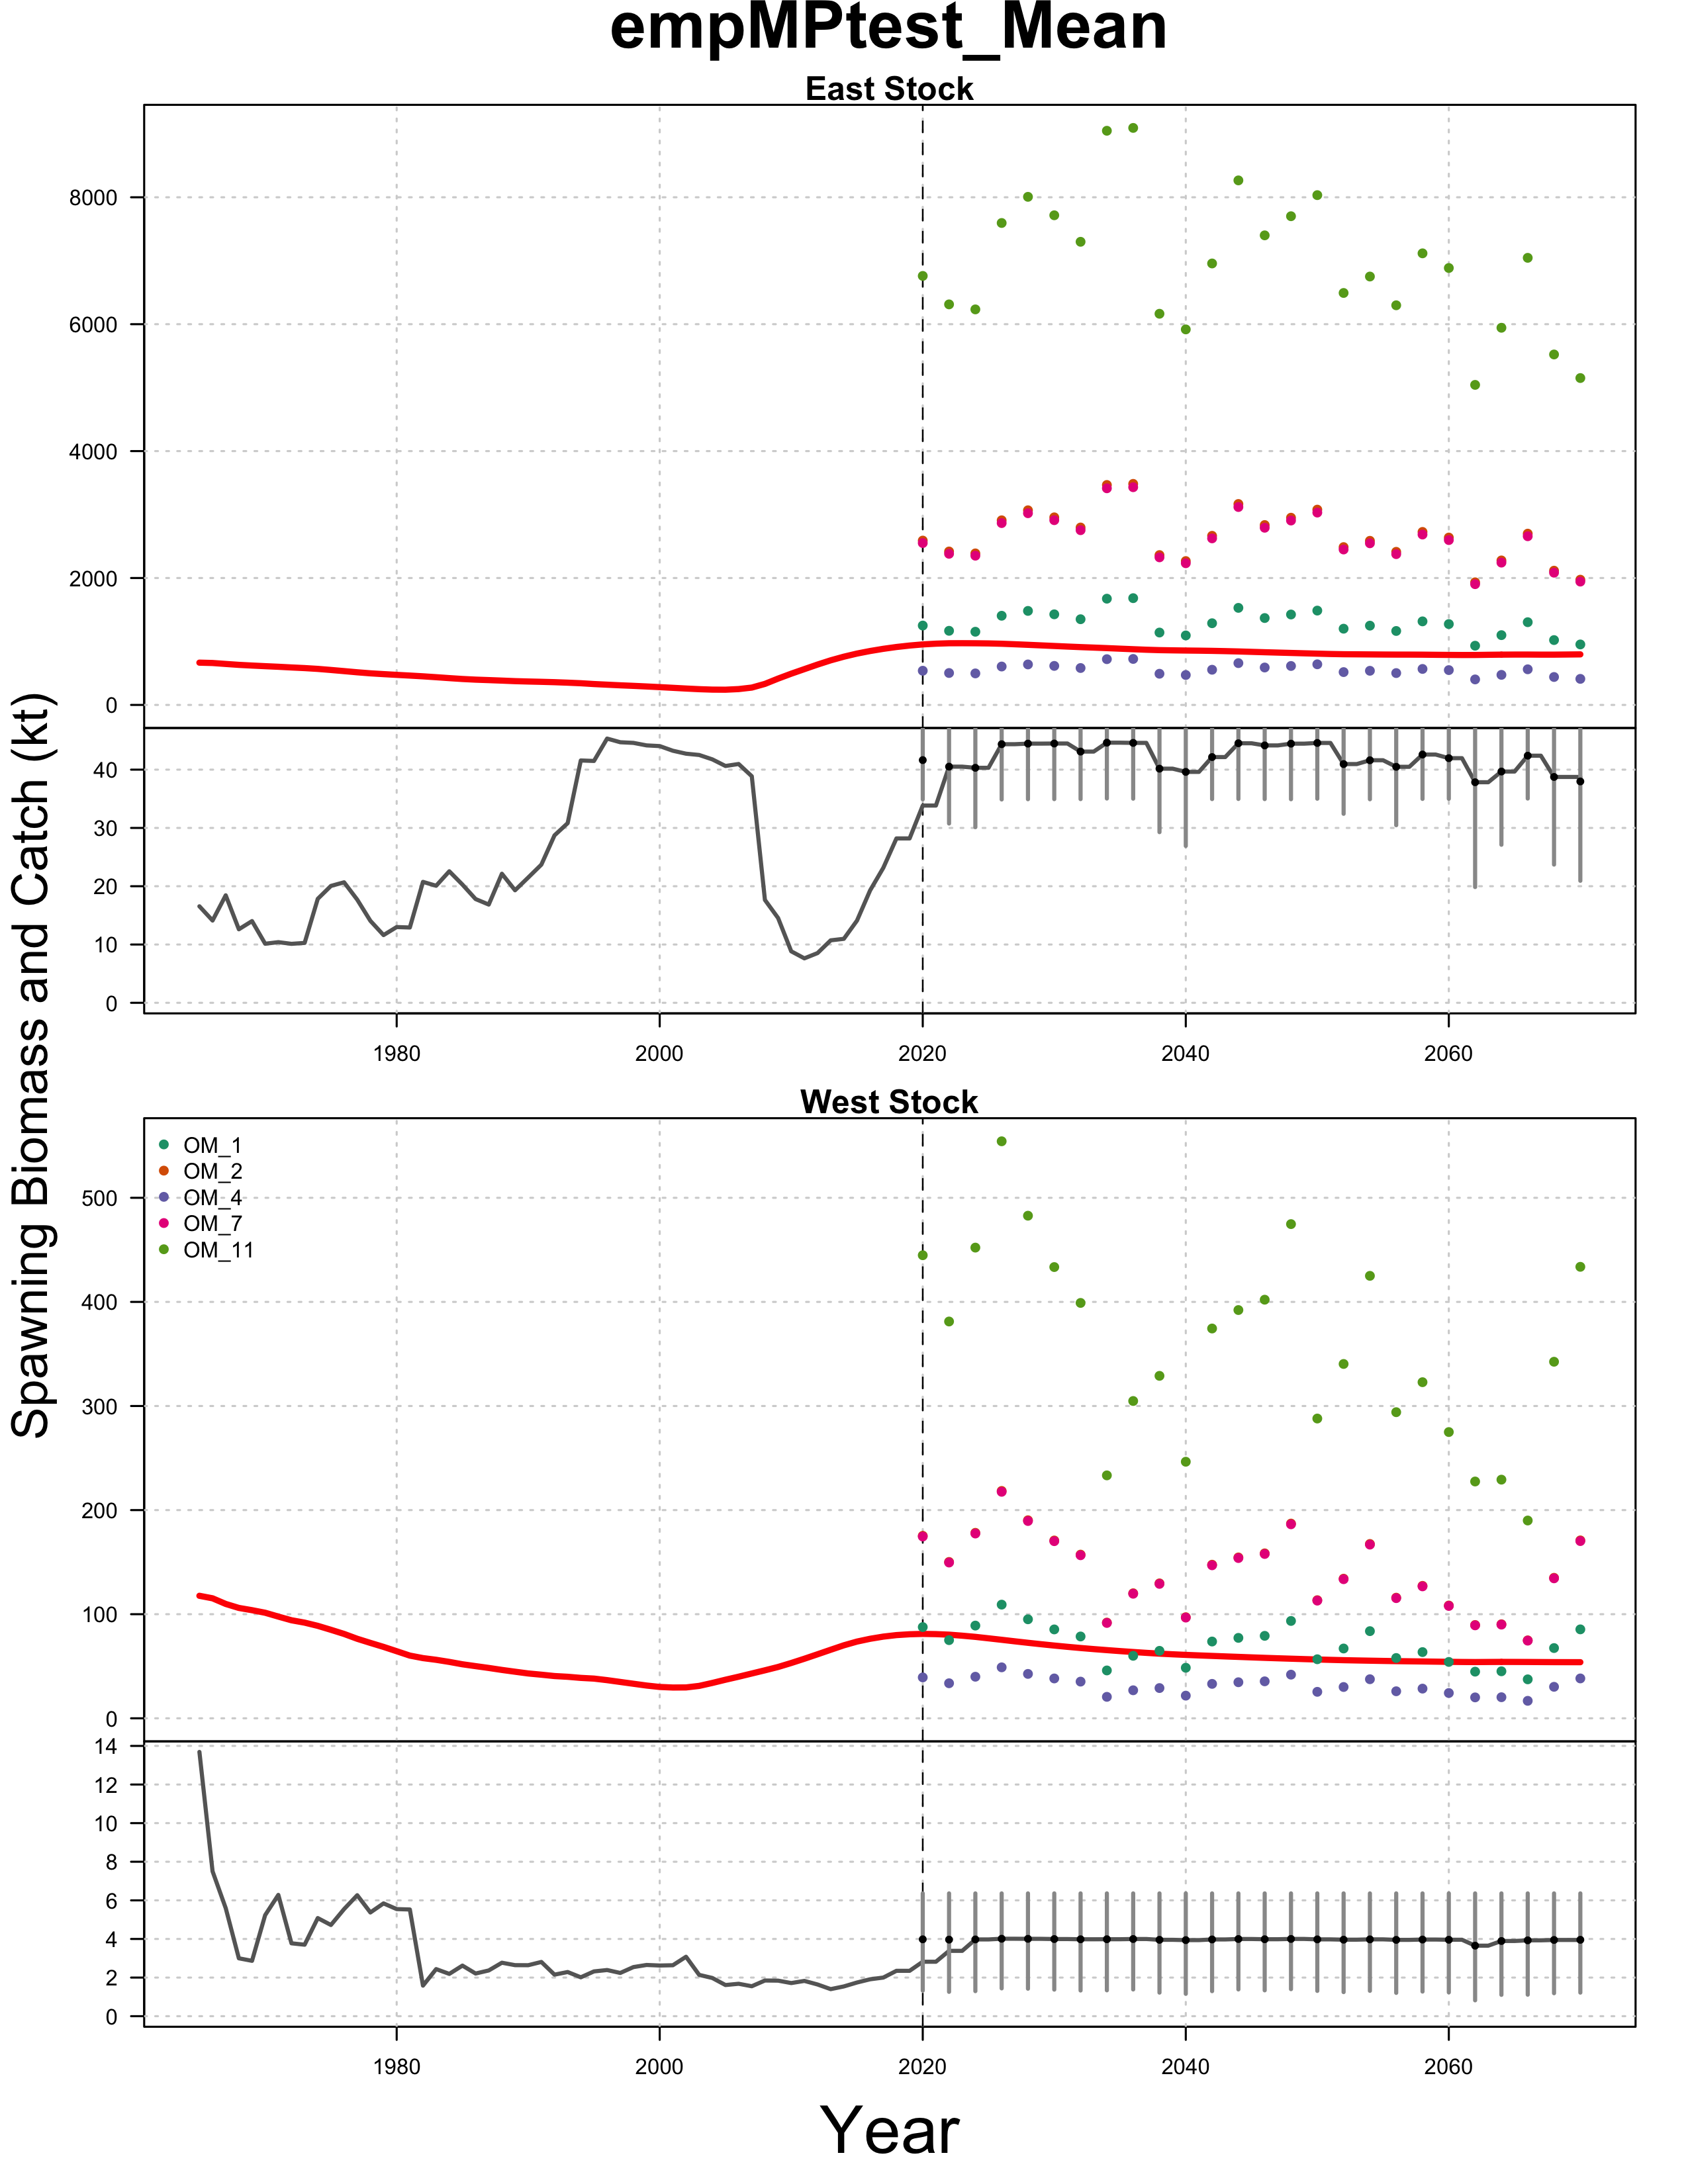 empMPtest_Mean
East Stock
8000
6000
4000
2000
0
40
30
20
10
0
1980 2000 2020 2040 2060
Spawning Biomass and Catch (kt)
West Stock
OM_1
OM_2
OM_4
OM_7
OM_11
500
400
300
200
100
0
14
12
10
8
6
4
2
0
1980 2000 2020 2040 2060
Year